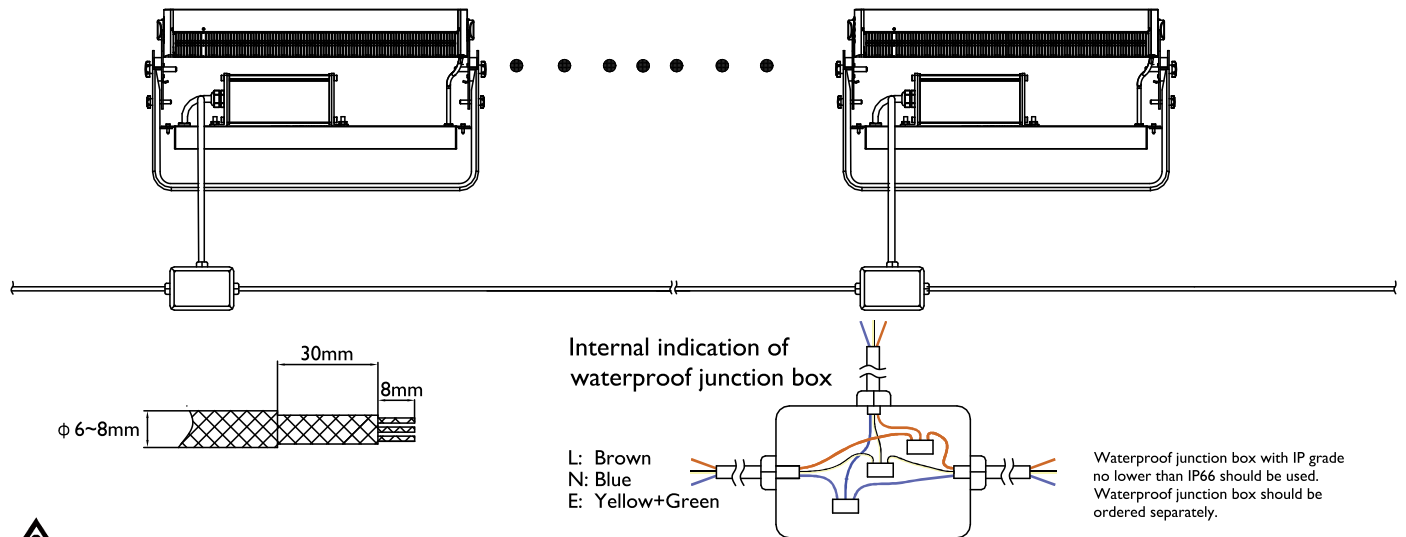 30mm
8mm
ф 6~8mm
Internal indication of
waterproof junction box
L: Brown
N: Blue
E: Yellow+Green
Waterproof junction box with IP grade
no lower than IP66 should be used.
Waterproof junction box should be
ordered separately.